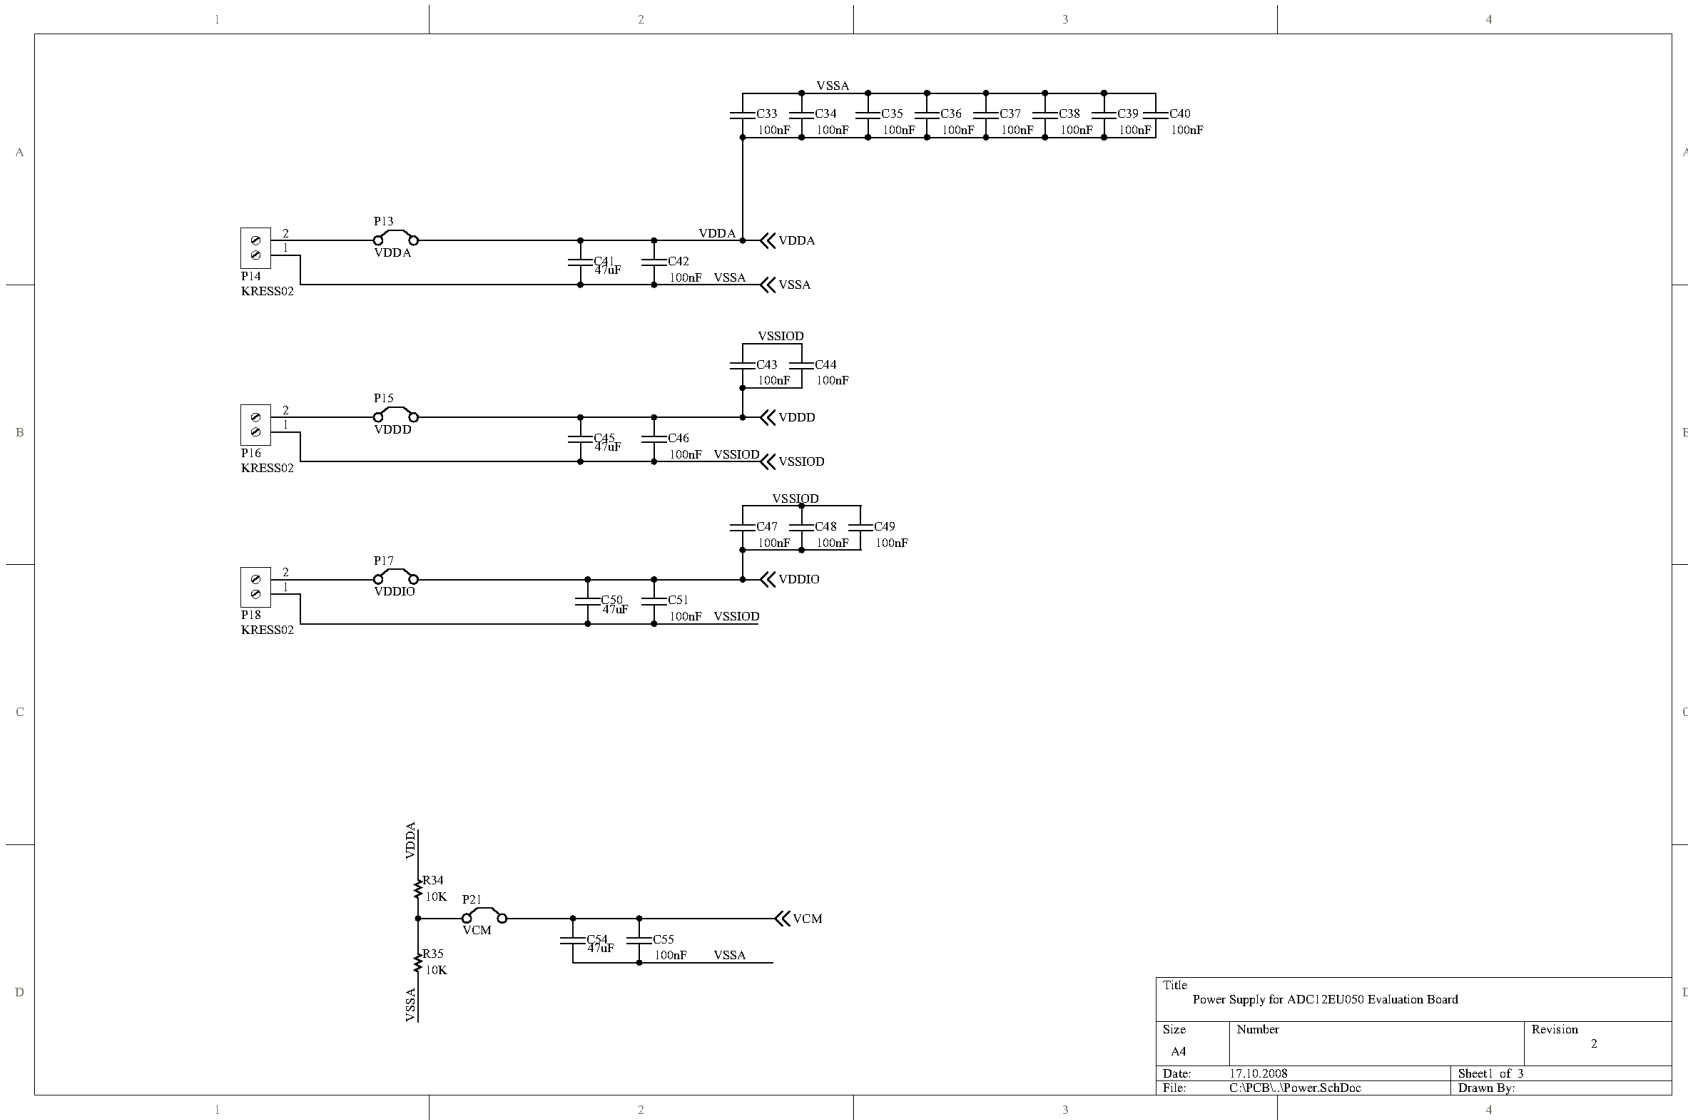 1 2 3 4
VSSA
C33 C34 C35 C36 C37 C38 C39 C40
100nF 100nF 100nF 100nF 100nF 100nF 100nF 100nF
A A
P13
2 VDDA VDDA
1 VDDA C41 C42
47uF
P14 100nF VSSA VSSA
KRESS02
VSSIOD
C43 C44
100nF 100nF
P15
2 VDDD
1 VDDD
B B
C45 C46
47uF
P16 100nF VSSIOD VSSIOD
KRESS02
VSSIOD
C47 C48 C49
100nF 100nF 100nF
P17
2 VDDIO
1 VDDIO
C50 C51
47uF
P18 100nF VSSIOD
KRESS02
C C
VDDA
R34
10K
P21
VCM
VCM
C54 C55
47uF
R35 100nF VSSA
10K
D D
VSSA
Title
Power Supply for ADC12EU050 Evaluation Board
Size Number Revision
A4 2
Date: 17.10.2008 Sheet1 of 3
File: C:\PCB\..\Power.SchDoc Drawn By:
1 2 3 4